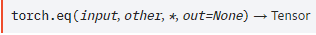 torch.eq(input, other, *, out=None) → Tensor